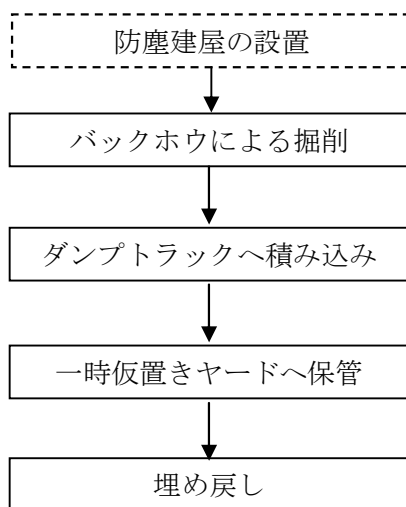 防塵建屋の設置
バックホウによる掘削
ダンプトラックへ積み込み
一時仮置きヤードへ保管
埋め戻し